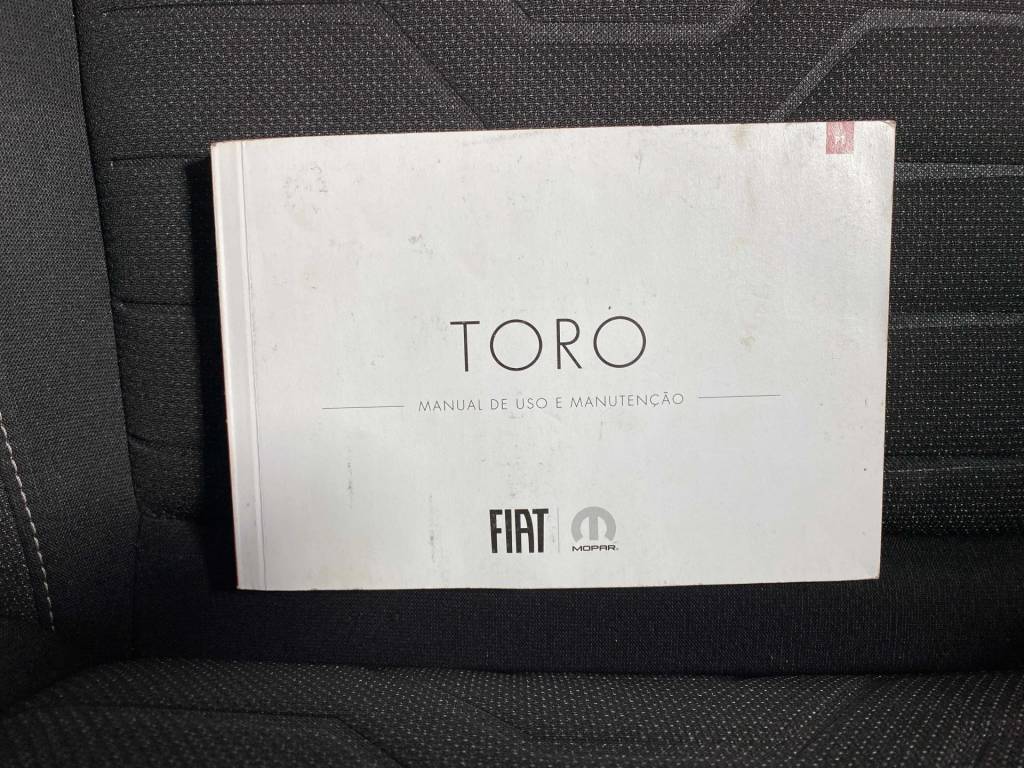 TORO
MANUAL DE USO E MANUTENÇÃO
FIAT
MOPAR®